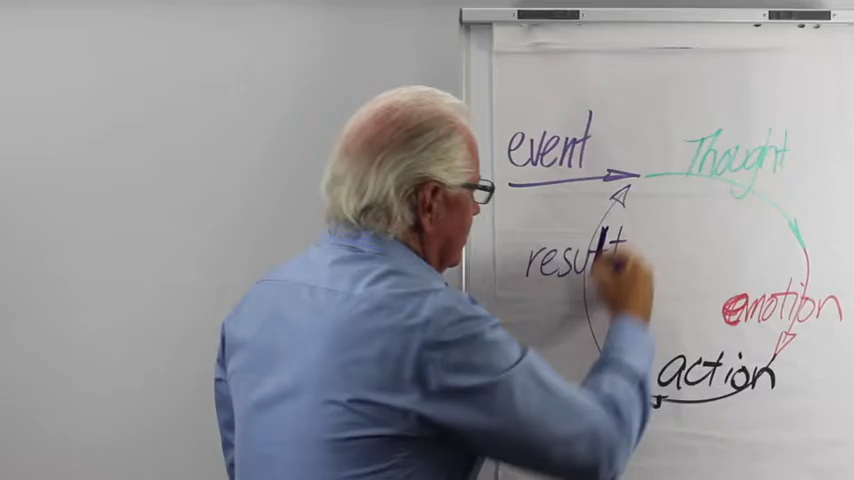 event
Thought
result
emotion
action